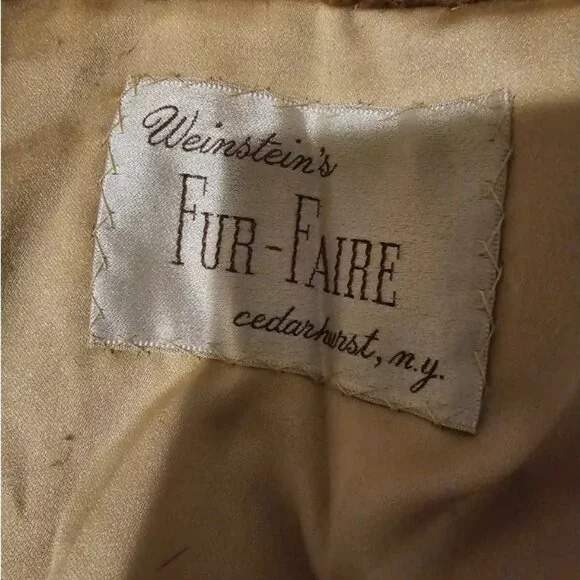 Weinstein's
FUR-FAIRE
cedarhurst, n.y.